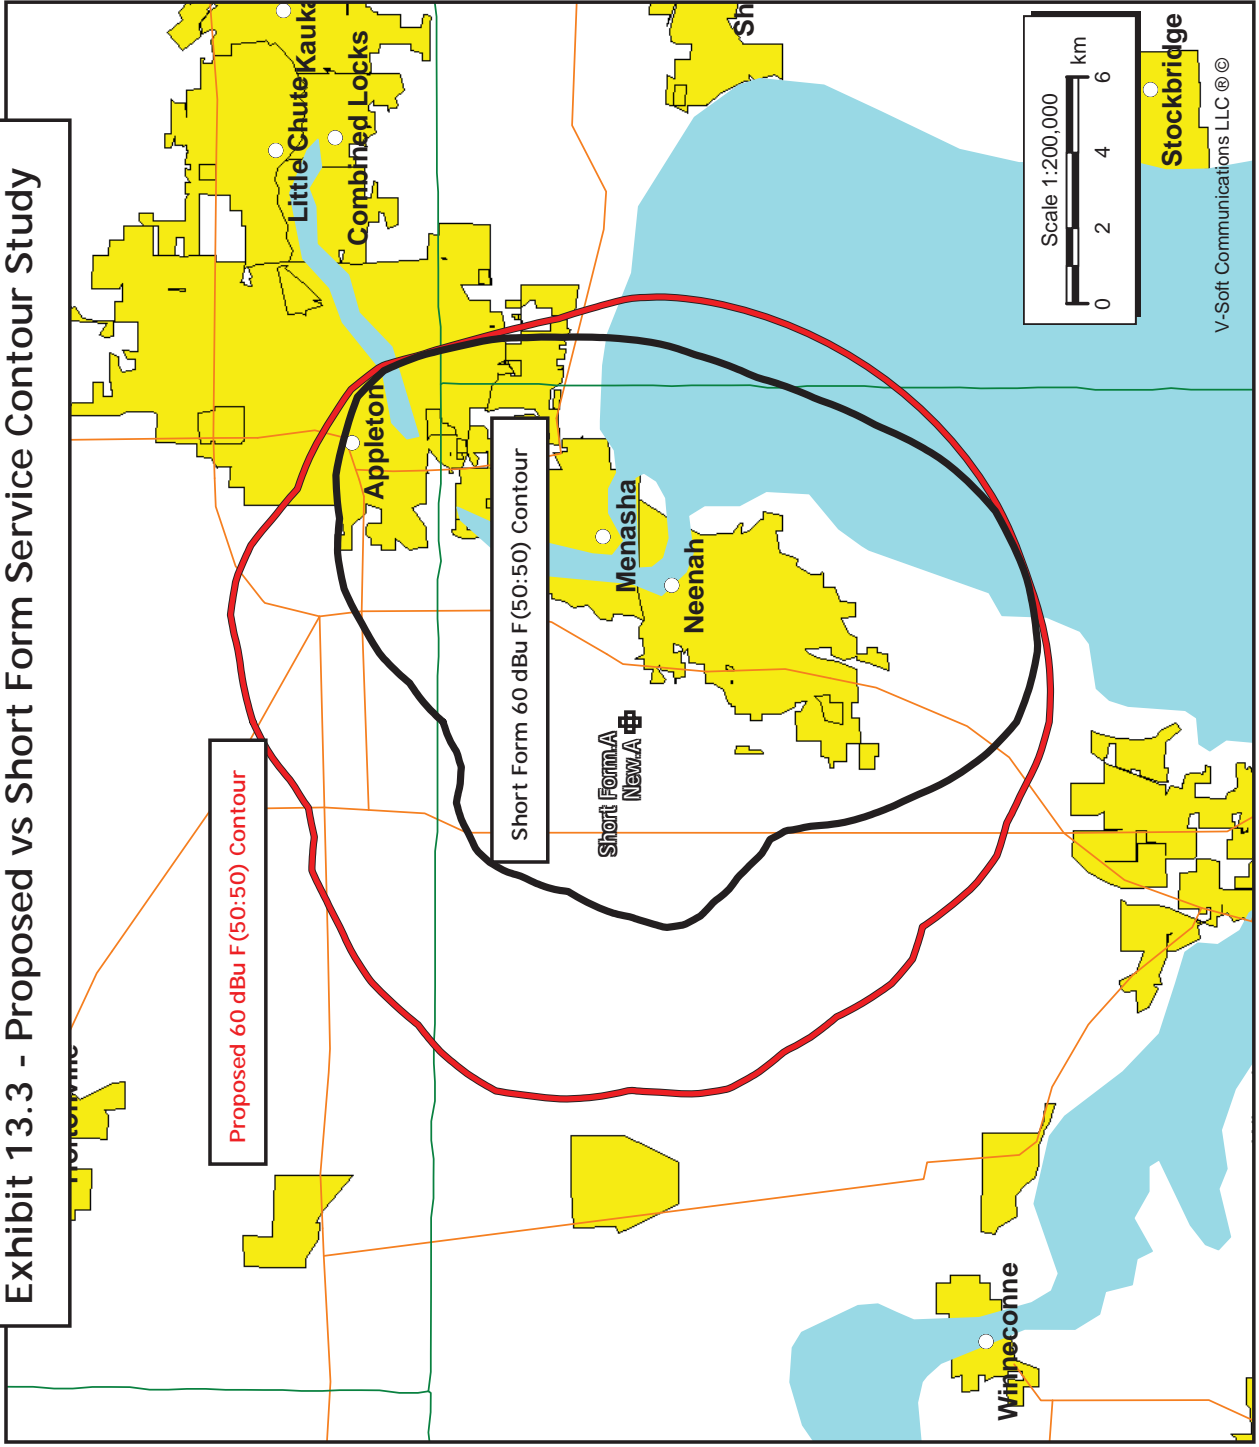 Exhibit 13.3 - Proposed vs Short Form Service Contour Study
Proposed 60 dBu F(50:50) Contour
Little Chute
Combined Locks
Appleton
Short Form 60 dBu F(50:50) Contour
Short Form.A
New.A
Menasha
Neenah
Winneconne
Scale 1:200,000
0 2 4 6 km
Stockbridge
V-Soft Communications LLC ® ©
Kauka
Sh